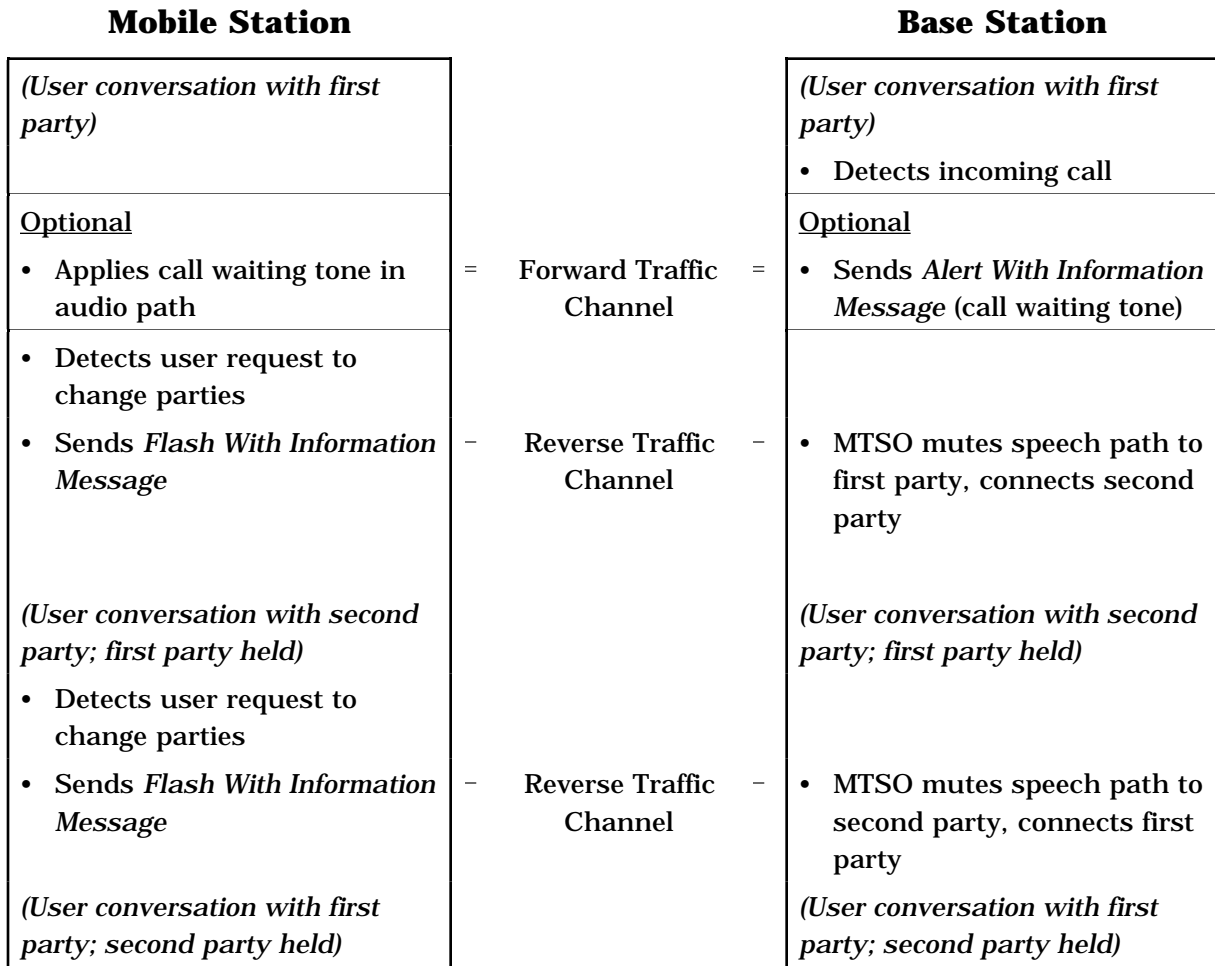 Mobile Station
Base Station
(User conversation with first
party)
(User conversation with first
party)
• Detects incoming call
Optional
Optional
• Applies call waiting tone in
audio path
= Forward Traffic =
Channel
• Sends Alert With Information
Message (call waiting tone)
• Detects user request to
change parties
• Sends Flash With Information
Message
– Reverse Traffic –
Channel
• MTSO mutes speech path to
first party, connects second
party
(User conversation with second
party; first party held)
(User conversation with second
party; first party held)
• Detects user request to
change parties
• Sends Flash With Information
Message
– Reverse Traffic –
Channel
• MTSO mutes speech path to
second party, connects first
party
(User conversation with first
party; second party held)
(User conversation with first
party; second party held)